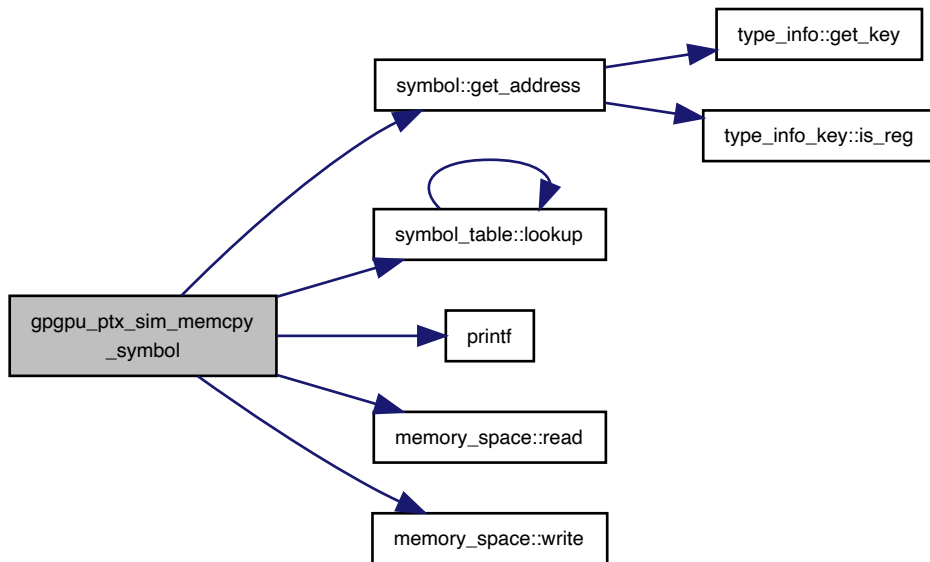 type_info::get_key
symbol::get_address
type_info_key::is_reg
symbol_table::lookup
gpgpu_ptx_sim_memcpy
_symbol
printf
memory_space::read
memory_space::write